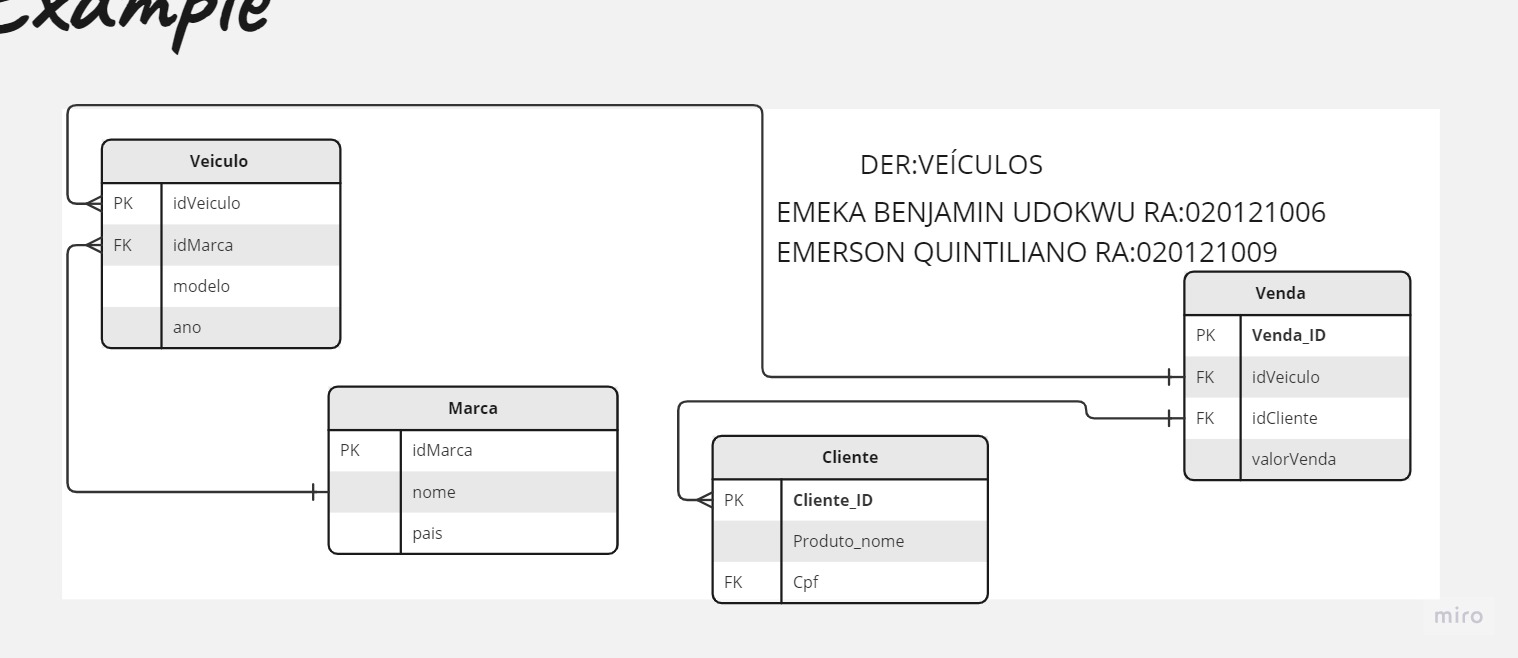 Example
DER:VEÍCULOS
EMEKA BENJAMIN UDOKWU RA:020121006
EMERSON QUINTILIANO RA:020121009
Veiculo
PK idVeiculo
FK idMarca
modelo
ano
Marca
PK idMarca
nome
pais
Cliente
PK Cliente_ID
Produto_nome
FK Cpf
Venda
PK Venda_ID
FK idVeiculo
FK idCliente
valorVenda
miro